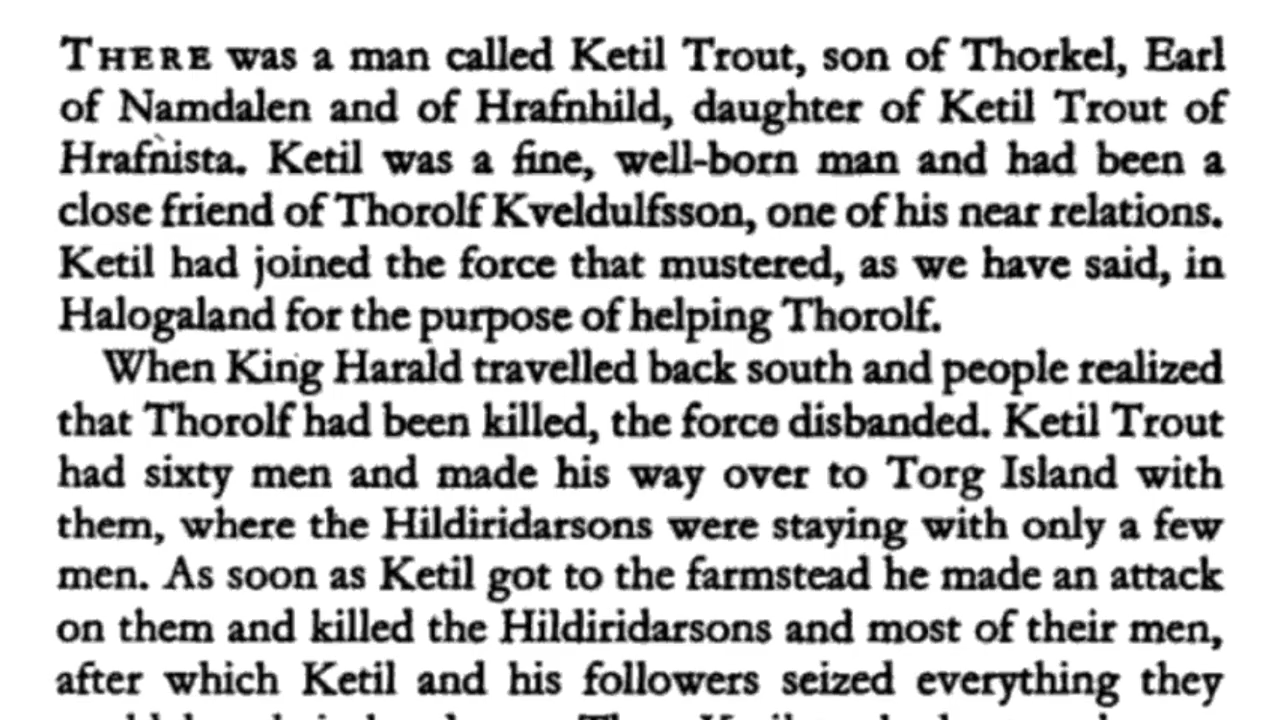 THERE was a man called Ketil Trout, son of Thorkel, Earl
of Namdalen and of Hrafnhild, daughter of Ketil Trout of
Hrafnista. Ketil was a fine, well-born man and had been a
close friend of Thorolf Kveldulfsson, one of his near relations.
Ketil had joined the force that mustered, as we have said, in
Halogaland for the purpose of helping Thorolf.
When King Harald travelled back south and people realized
that Thorolf had been killed, the force disbanded. Ketil Trout
had sixty men and made his way over to Torg Island with
them, where the Hildiridarsons were staying with only a few
men. As soon as Ketil got to the farmstead he made an attack
on them and killed the Hildiridarsons and most of their men,
after which Ketil and his followers seized everything they